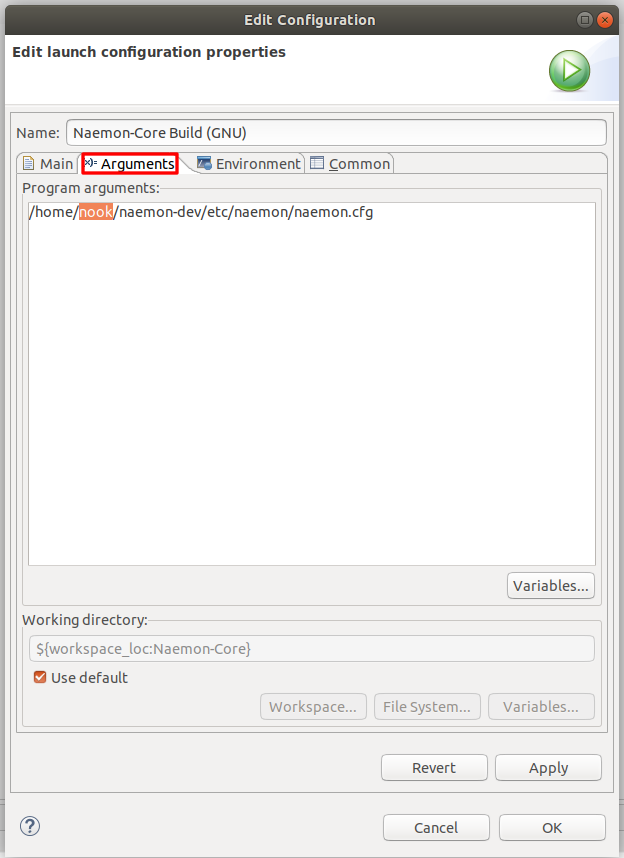 Edit Configuration
Edit launch configuration properties
Name: Naemon-Core Build (GNU)
Main (x)= Arguments Environment Common
Program arguments:
/home/nook/naemon-dev/etc/naemon/naemon.cfg
Variables...
Working directory:
${workspace_loc:Naemon-Core}
Use default
Workspace... File System... Variables...
Revert Apply
? Cancel OK